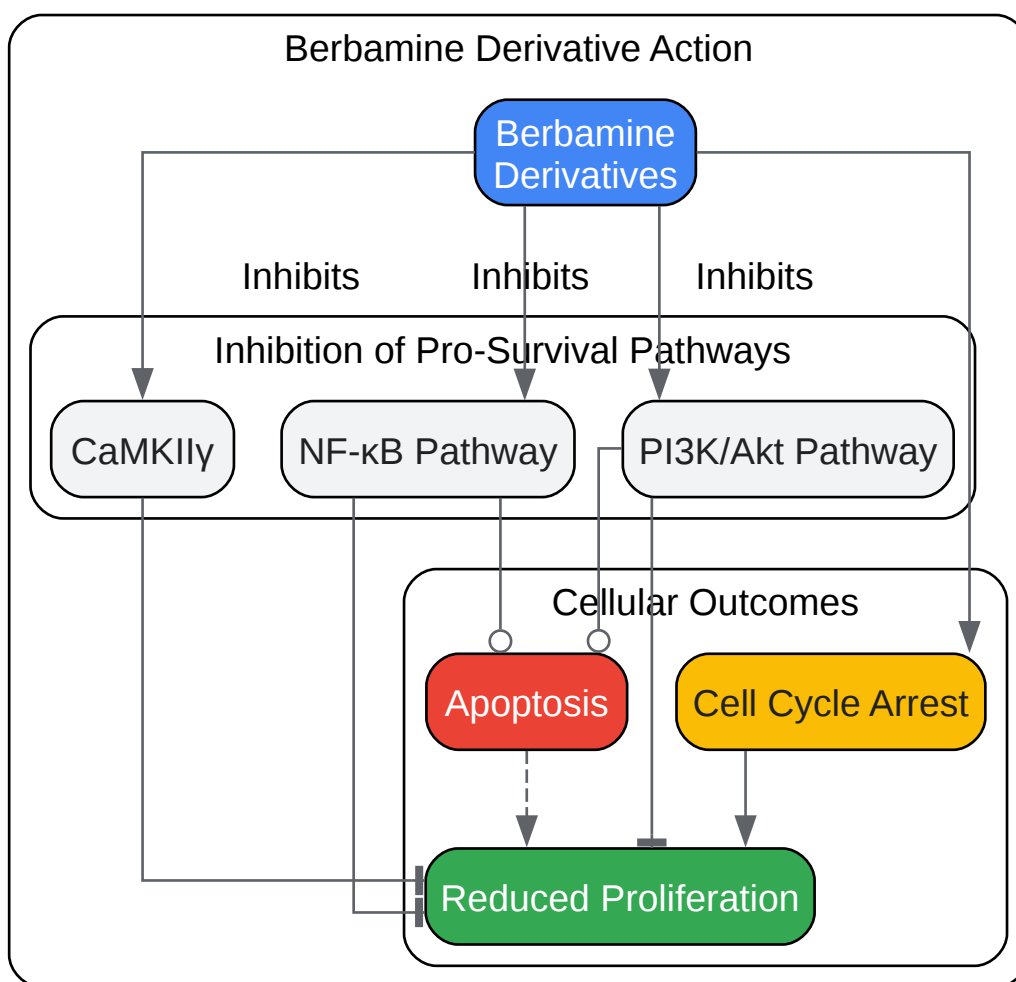 Berbamine Derivative Action
Berbamine
Derivatives
Inhibits Inhibits Inhibits
Inhibition of Pro-Survival Pathways
CaMKIIγ NF-κB Pathway PI3K/Akt Pathway
Cellular Outcomes
Apoptosis Cell Cycle Arrest
Reduced Proliferation